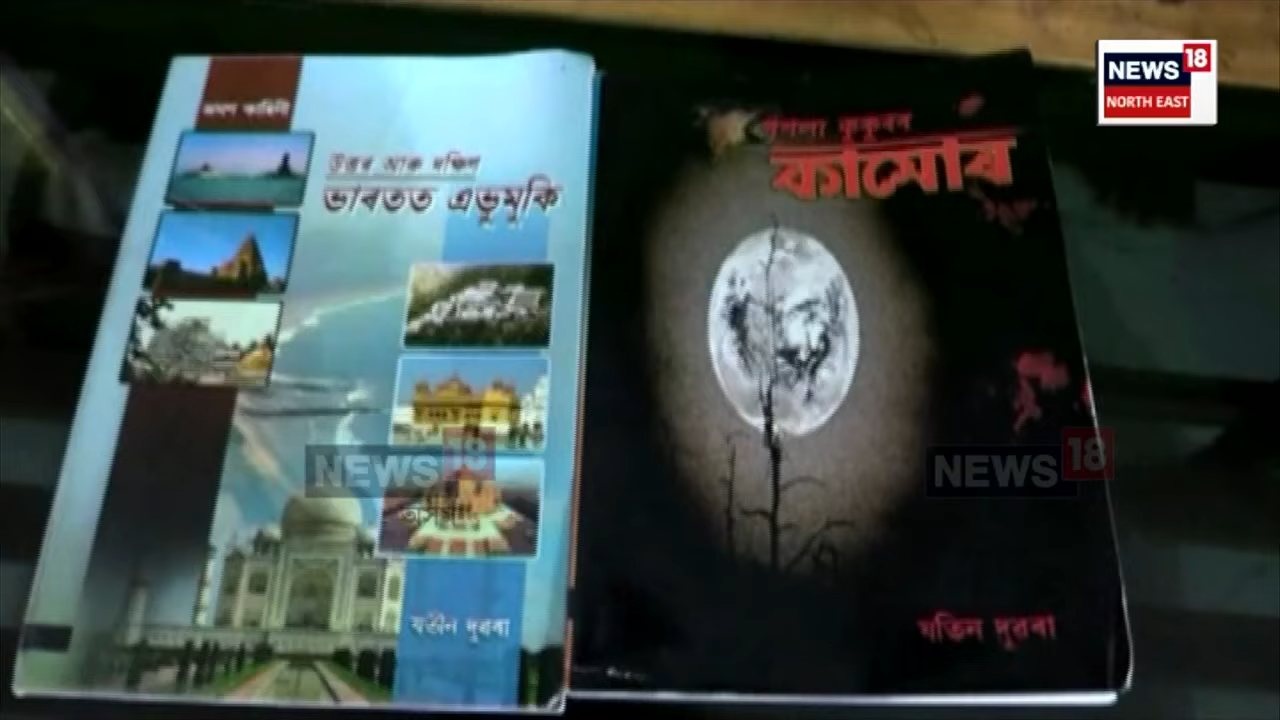 NEWS 18
NORTH EAST
ভ্ৰমণ কাহিনী
উত্তৰ আৰু দক্ষিণ
ভাৰতত এভুমুকি
যতীন দুৱৰা
কুকুৰৰ
কামোৰ
যতিন দুৱৰা
NEWS 18
NEWS 18